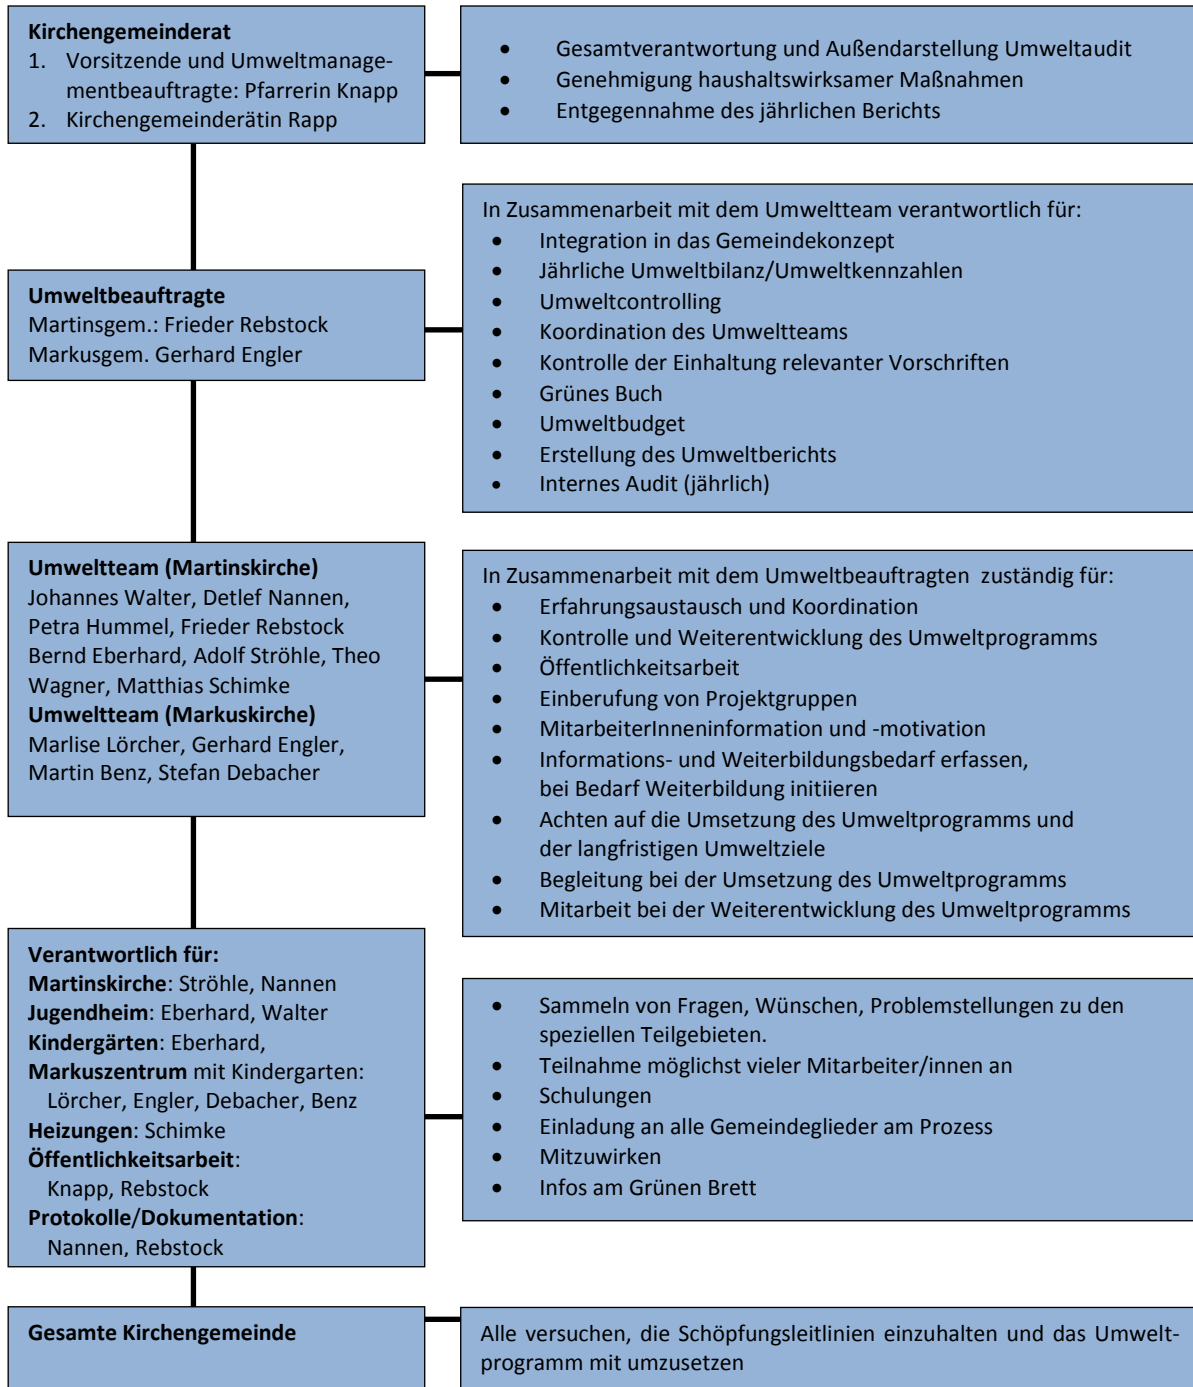 Kirchengemeinderat
1. Vorsitzende und Umweltmanage-
mentbeauftragte: Pfarrerin Knapp
2. Kirchengemeinderätin Rapp
• Gesamtverantwortung und Außendarstellung Umweltaudit
• Genehmigung haushaltswirksamer Maßnahmen
• Entgegennahme des jährlichen Berichts
Umweltbeauftragte
Martinsgem.: Frieder Rebstock
Markusgem. Gerhard Engler
In Zusammenarbeit mit dem Umweltteam verantwortlich für:
• Integration in das Gemeindekonzept
• Jährliche Umweltbilanz/Umweltkennzahlen
• Umweltcontrolling
• Koordination des Umweltteams
• Kontrolle der Einhaltung relevanter Vorschriften
• Grünes Buch
• Umweltbudget
• Erstellung des Umweltberichts
• Internes Audit (jährlich)
Umweltteam (Martinskirche)
Johannes Walter, Detlef Nannen,
Petra Hummel, Frieder Rebstock
Bernd Eberhard, Adolf Ströhle, Theo
Wagner, Matthias Schimke
Umweltteam (Markuskirche)
Marlise Lörcher, Gerhard Engler,
Martin Benz, Stefan Debacher
In Zusammenarbeit mit dem Umweltbeauftragten zuständig für:
• Erfahrungsaustausch und Koordination
• Kontrolle und Weiterentwicklung des Umweltprogramms
• Öffentlichkeitsarbeit
• Einberufung von Projektgruppen
• MitarbeiterInneninformation und -motivation
• Informations- und Weiterbildungsbedarf erfassen,
bei Bedarf Weiterbildung initiieren
• Achten auf die Umsetzung des Umweltprogramms und
der langfristigen Umweltziele
• Begleitung bei der Umsetzung des Umweltprogramms
• Mitarbeit bei der Weiterentwicklung des Umweltprogramms
Verantwortlich für:
Martinskirche: Ströhle, Nannen
Jugendheim: Eberhard, Walter
Kindergärten: Eberhard,
Markuszentrum mit Kindergarten:
Lörcher, Engler, Debacher, Benz
Heizungen: Schimke
Öffentlichkeitsarbeit:
Knapp, Rebstock
Protokolle/Dokumentation:
Nannen, Rebstock
• Sammeln von Fragen, Wünschen, Problemstellungen zu den
speziellen Teilgebieten.
• Teilnahme möglichst vieler Mitarbeiter/innen an
• Schulungen
• Einladung an alle Gemeindeglieder am Prozess
• Mitzuwirken
• Infos am Grünen Brett
Gesamte Kirchengemeinde
Alle versuchen, die Schöpfungsleitlinien einzuhalten und das Umwelt-
programm mit umzusetzen